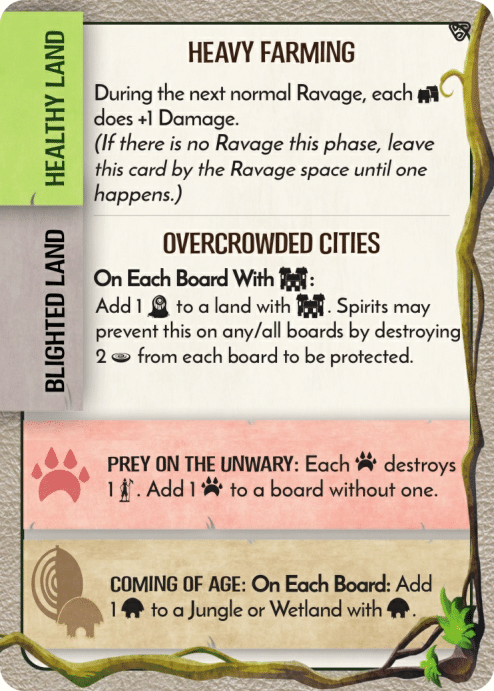 HEALTHY LAND
HEAVY FARMING
During the next normal Ravage, each
does +1 Damage.
(If there is no Ravage this phase, leave
this card by the Ravage space until one
happens.)
BLIGHTED LAND
OVERCROWDED CITIES
On Each Board With :
Add 1 to a land with . Spirits may
prevent this on any/all boards by destroying
2 from each board to be protected.
PREY ON THE UNWARY: Each destroys
1 . Add 1 to a board without one.
COMING OF AGE: On Each Board: Add
1 to a Jungle or Wetland with .